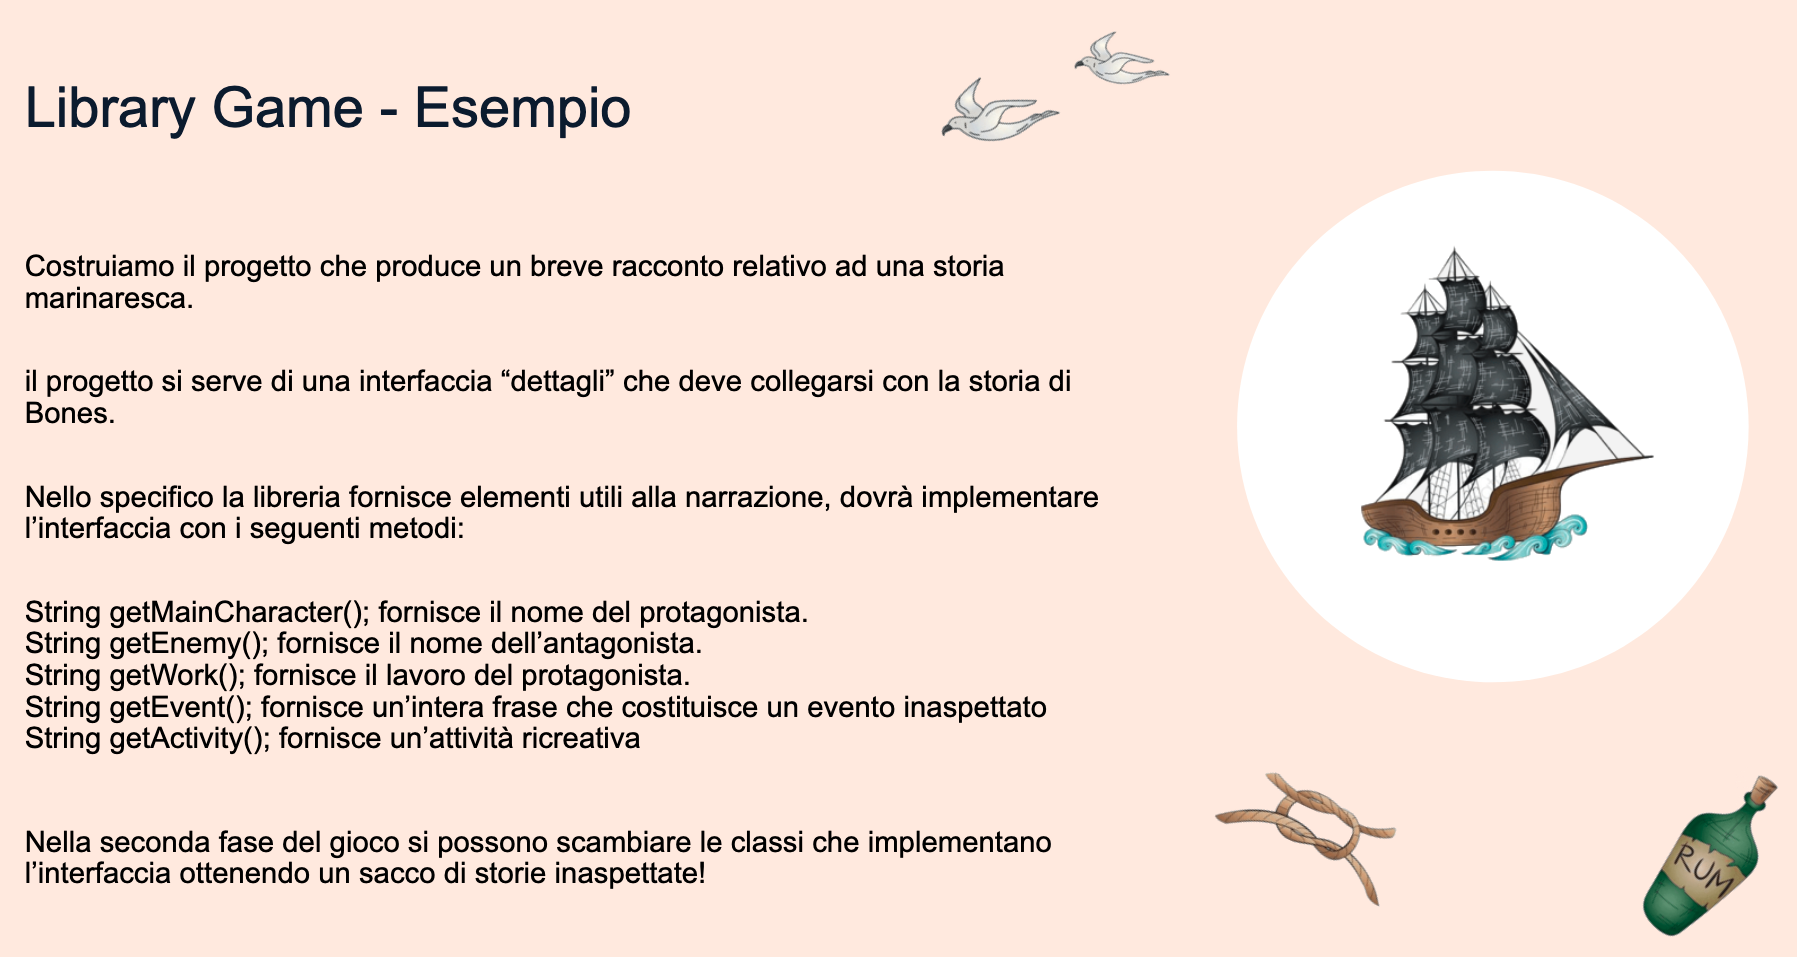 Library Game - Esempio
Costruiamo il progetto che produce un breve racconto relativo ad una storia
marinaresca.
il progetto si serve di una interfaccia “dettagli” che deve collegarsi con la storia di
Bones.
Nello specifico la libreria fornisce elementi utili alla narrazione, dovrà implementare
l’interfaccia con i seguenti metodi:
String getMainCharacter(); fornisce il nome del protagonista.
String getEnemy(); fornisce il nome dell’antagonista.
String getWork(); fornisce il lavoro del protagonista.
String getEvent(); fornisce un’intera frase che costituisce un evento inaspettato
String getActivity(); fornisce un’attività ricreativa
Nella seconda fase del gioco si possono scambiare le classi che implementano
l’interfaccia ottenendo un sacco di storie inaspettate!
RUM